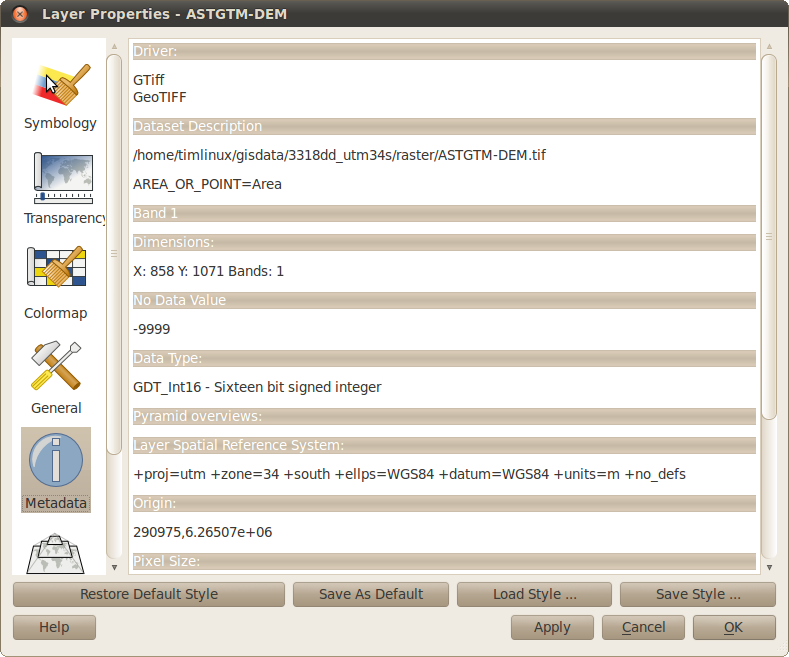 Layer Properties - ASTGTM-DEM
Symbology
Transparency
Colormap
General
Metadata
Driver:
GTiff
GeoTIFF
Dataset Description
/home/timlinux/gisdata/3318dd_utm34s/raster/ASTGTM-DEM.tif
AREA_OR_POINT=Area
Band 1
Dimensions:
X: 858 Y: 1071 Bands: 1
No Data Value
-9999
Data Type:
GDT_Int16 - Sixteen bit signed integer
Pyramid overviews:
Layer Spatial Reference System:
+proj=utm +zone=34 +south +ellps=WGS84 +datum=WGS84 +units=m +no_defs
Origin:
290975,6.26507e+06
Pixel Size:
Restore Default Style
Save As Default
Load Style ...
Save Style ...
Help
Apply
Cancel
OK